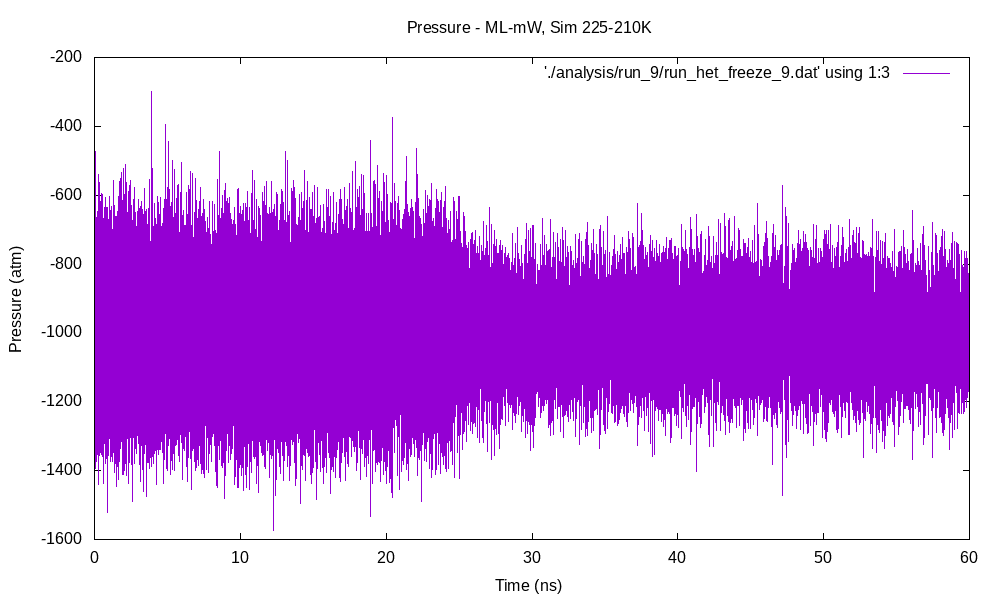 Pressure - ML-mW, Sim 225-210K
'./analysis/run_9/run_het_freeze_9.dat' using 1:3
-200
-400
-600
-800
-1000
-1200
-1400
-1600
Pressure (atm)
0 10 20 30 40 50 60
Time (ns)